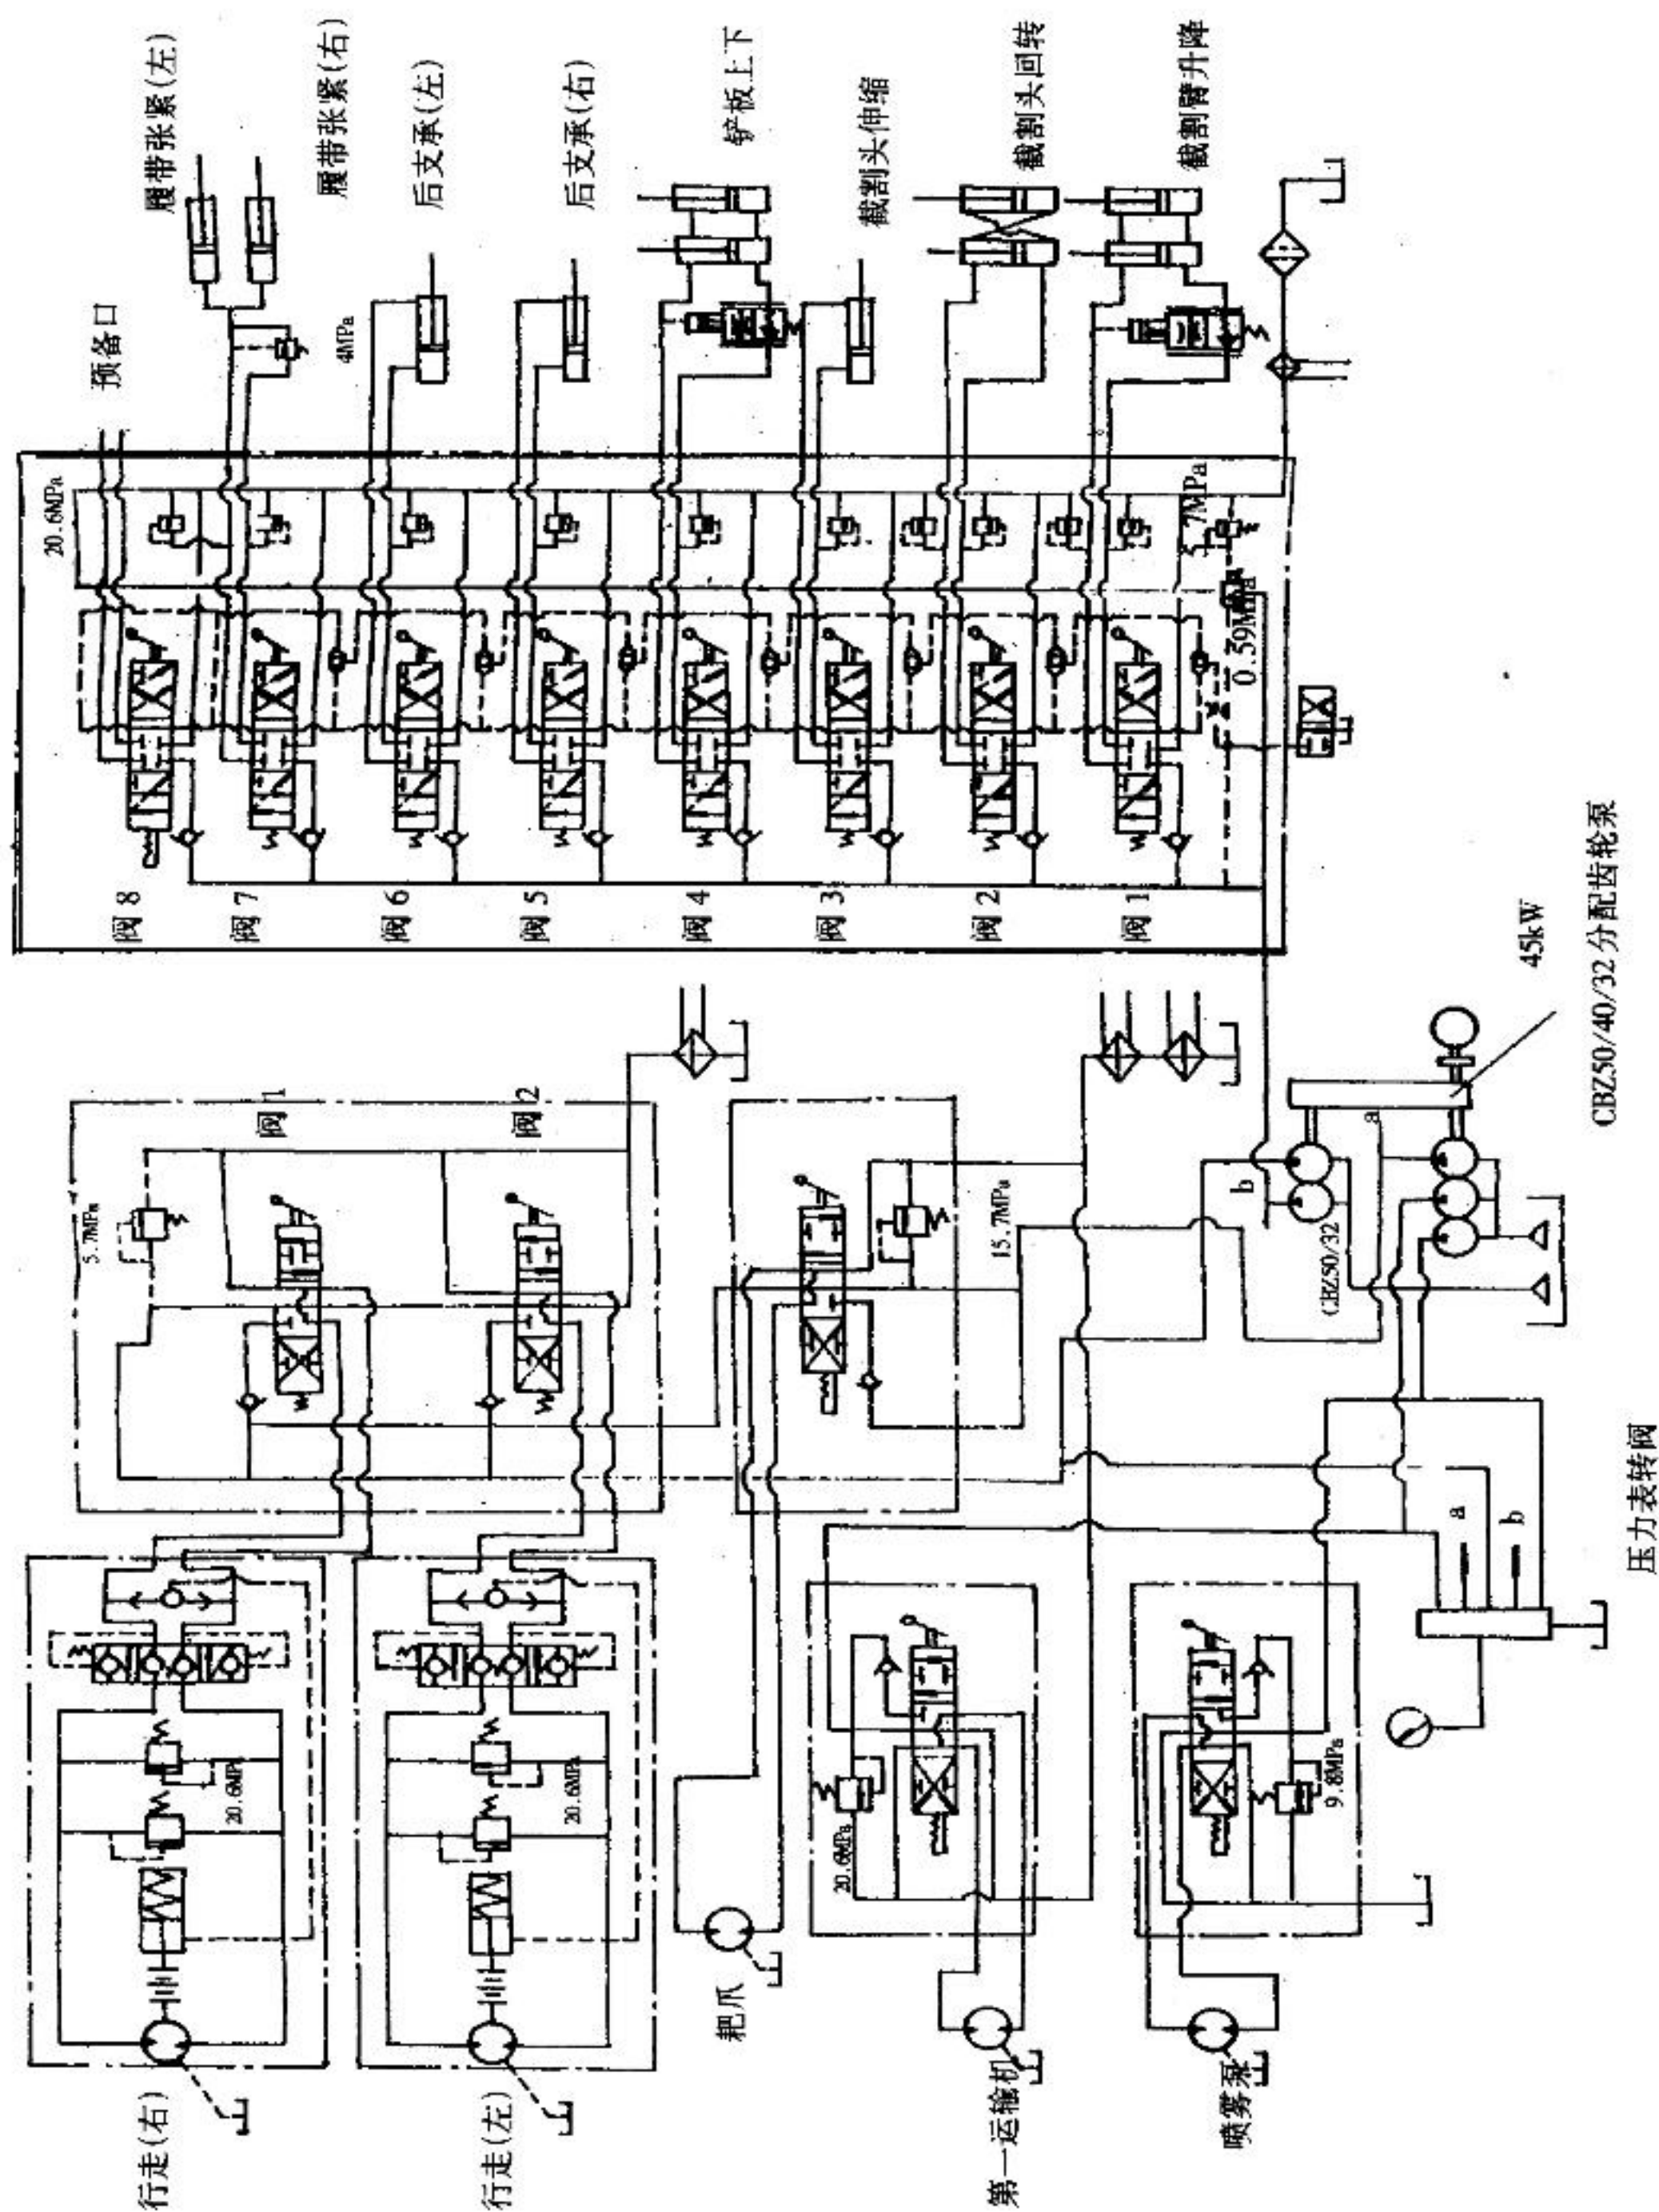 履带张紧(左)
履带张紧(右)
后支承(左)
后支承(右)
铲板上下
截割头伸缩
截割头回转
截割臂升降
预备口
4MPa
20.6MPa
5.7MPa
0.59MPa
阀8
阀7
阀6
阀5
阀4
阀3
阀2
阀1
阀1
阀2
5.7MPa
15.7MPa
b
a
CBZ50/32
45kW
CBZ50/40/32分配齿轮泵
a
b
压力表转阀
20.6MPa
20.6MPa
20.6MPa
9.8MPa
行走(右)
行走(左)
耙爪
第一运输机
喷雾泵